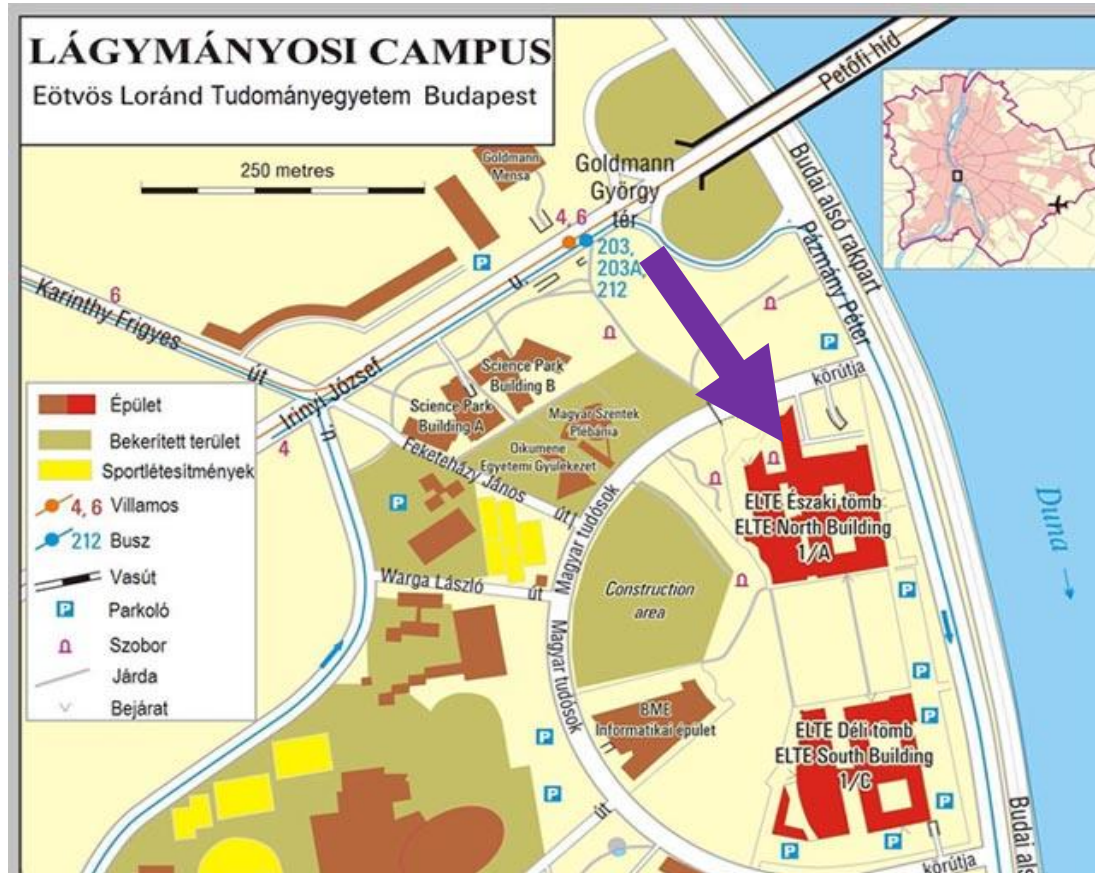 LÁGYMÁNYOSI CAMPUS
Eötvös Loránd Tudományegyetem Budapest
250 metres
Goldmann
Mensa
Goldmann
György
tér
Petőfi híd
4, 6
203,
203A,
212
Budai alsó rakpart
Pázmány Péter
körútja
P
P
6
Karinthy Frigyes
út
Irinyi József
u.
4
u.
Science Park
Building B
Science Park
Building A
Magyar Szentek
Plébánia
Oikumene
Egyetemi Gyülekezet
Feketeházy János
út
Magyar tudósok
P
Warga László
út
Épület
Bekerített terület
Sportlétesítmények
4, 6 Villamos
212 Busz
Vasút
P Parkoló
Szobor
Járda
Bejárat
ELTE Északi tömb
ELTE North Building
1/A
Duna
Construction
area
Magyar tudósok
P
P
P
P
BME
Informatikai épület
ELTE Déli tömb
ELTE South Building
1/C
P
P
P
P
út
körútja
Budai als